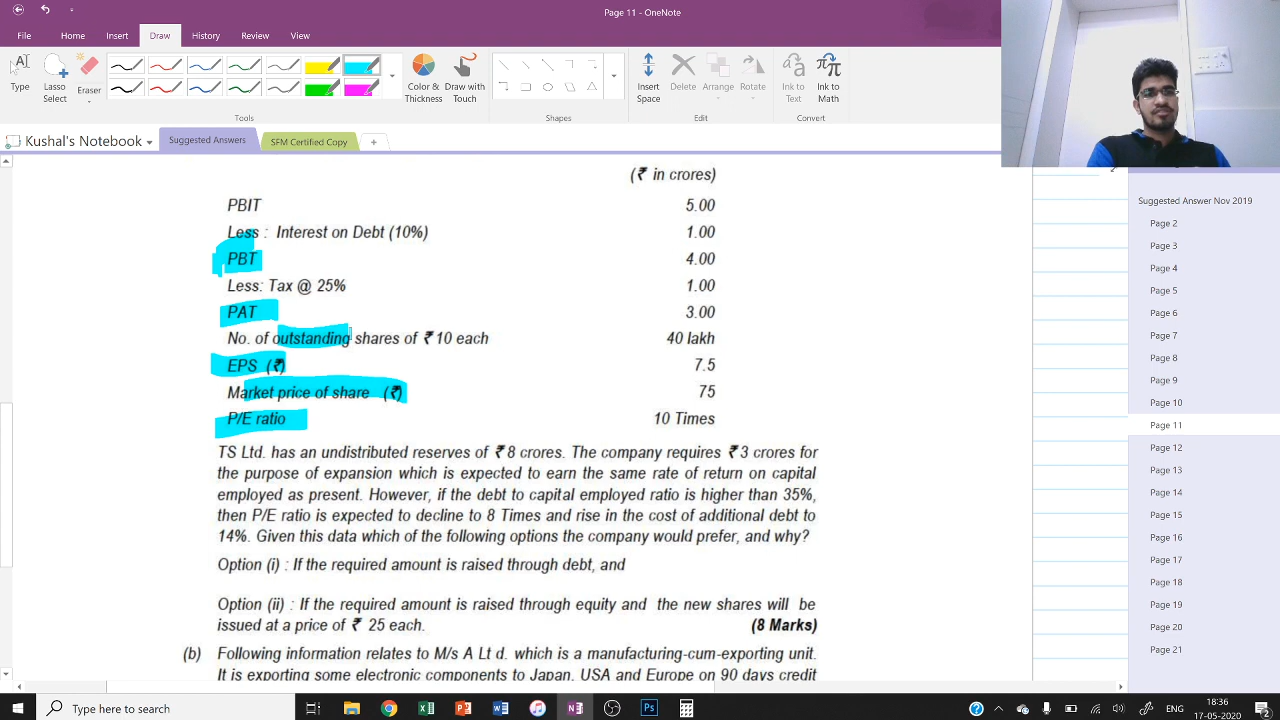 Page 11 - OneNote
File Home Insert Draw History Review View
Type Lasso Select Eraser Color & Thickness Draw with Touch Insert Space Delete Arrange Rotate Ink to Text Ink to Math
Tools Shapes Edit Convert
Kushal's Notebook Suggested Answers SFM Certified Copy +
(₹ in crores)
PBIT 5.00
Less : Interest on Debt (10%) 1.00
PBT 4.00
Less: Tax @ 25% 1.00
PAT 3.00
No. of outstanding shares of ₹ 10 each 40 lakh
EPS (₹) 7.5
Market price of share (₹) 75
P/E ratio 10 Times
TS Ltd. has an undistributed reserves of ₹ 8 crores. The company requires ₹ 3 crores for
the purpose of expansion which is expected to earn the same rate of return on capital
employed as present. However, if the debt to capital employed ratio is higher than 35%,
then P/E ratio is expected to decline to 8 Times and rise in the cost of additional debt to
14%. Given this data which of the following options the company would prefer, and why?
Option (i) : If the required amount is raised through debt, and
Option (ii) : If the required amount is raised through equity and the new shares will be
issued at a price of ₹ 25 each. (8 Marks)
(b) Following information relates to M/s A Lt d. which is a manufacturing-cum-exporting unit.
It is exporting some electronic components to Japan, USA and Europe on 90 days credit
Suggested Answer Nov 2019
Page 2
Page 3
Page 4
Page 5
Page 6
Page 7
Page 8
Page 9
Page 10
Page 11
Page 12
Page 13
Page 14
Page 15
Page 16
Page 17
Page 18
Page 19
Page 20
Page 21
Type here to search
18:36
17-05-2020